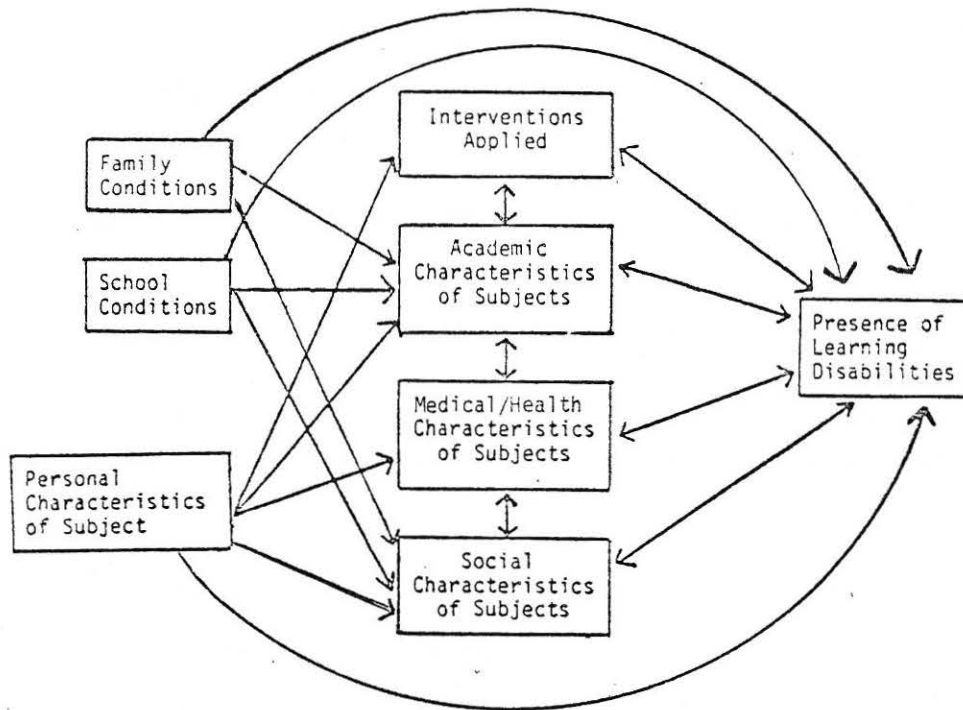 Interventions
Applied
Family
Conditions
Academic
Characteristics
of Subjects
School
Conditions
Presence of
Learning
Disabilities
Medical/Health
Characteristics
of Subjects
Personal
Characteristics
of Subject
Social
Characteristics
of Subjects